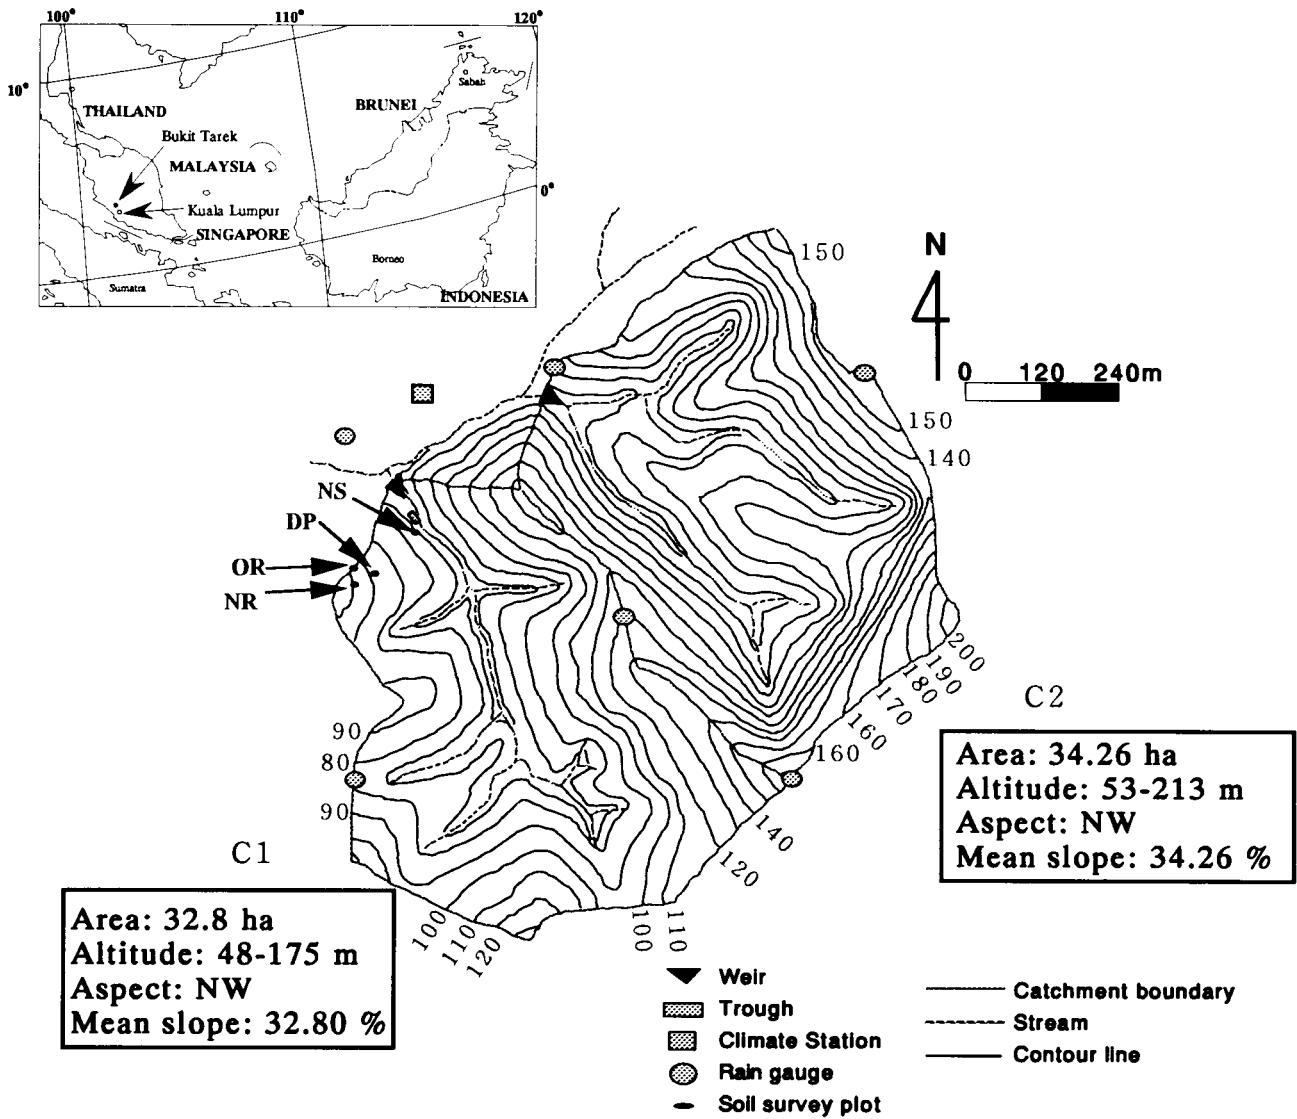 100°
110°
120°
10°
THAILAND
BRUNEI
Sabah
Bukit Tarek
MALAYSIA
0°
Kuala Lumpur
SINGAPORE
Borneo
Sumatra
INDONESIA
N
0 120 240m
150
150
140
NS
DP
OR
NR
200
190
180
170
160
160
140
120
110
100
90
80
90
100
110
120
C2
Area: 34.26 ha
Altitude: 53-213 m
Aspect: NW
Mean slope: 34.26 %
C1
Area: 32.8 ha
Altitude: 48-175 m
Aspect: NW
Mean slope: 32.80 %
Weir
Trough
Climate Station
Rain gauge
Soil survey plot
Catchment boundary
Stream
Contour line